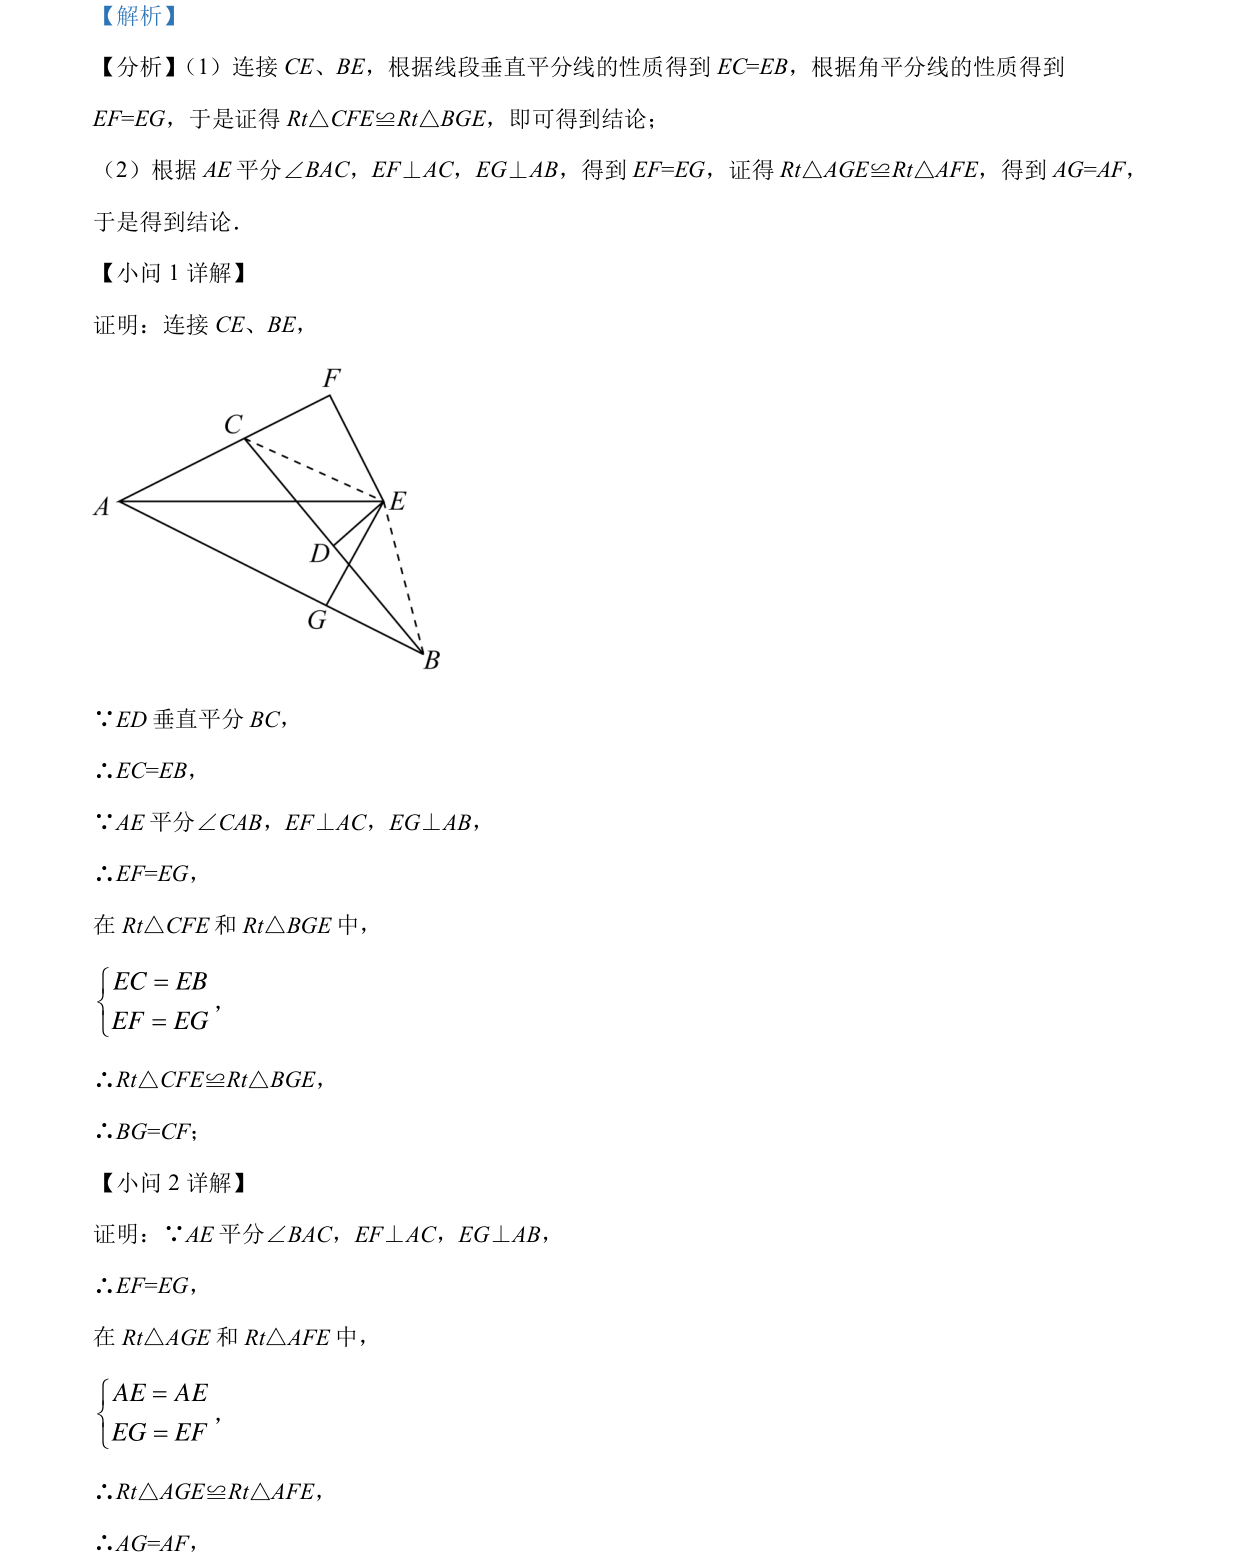 【解析】
【分析】（1）连接 CE、BE，根据线段垂直平分线的性质得到 EC=EB，根据角平分线的性质得到
EF=EG，于是证得 Rt△CFE≌Rt△BGE，即可得到结论；
（2）根据 AE 平分∠BAC，EF⊥AC，EG⊥AB，得到 EF=EG，证得 Rt△AGE≌Rt△AFE，得到 AG=AF，
于是得到结论．
【小问 1 详解】
证明：连接 CE、BE，
F
C
A
E
D
G
B
∵ED 垂直平分 BC，
∴EC=EB，
∵AE 平分∠CAB，EF⊥AC，EG⊥AB，
∴EF=EG，
在 Rt△CFE 和 Rt△BGE 中，
EC = EB
EF = EG ，
∴Rt△CFE≌Rt△BGE，
∴BG=CF；
【小问 2 详解】
证明：∵AE 平分∠BAC，EF⊥AC，EG⊥AB，
∴EF=EG，
在 Rt△AGE 和 Rt△AFE 中，
AE = AE
EG = EF ，
∴Rt△AGE≌Rt△AFE，
∴AG=AF，